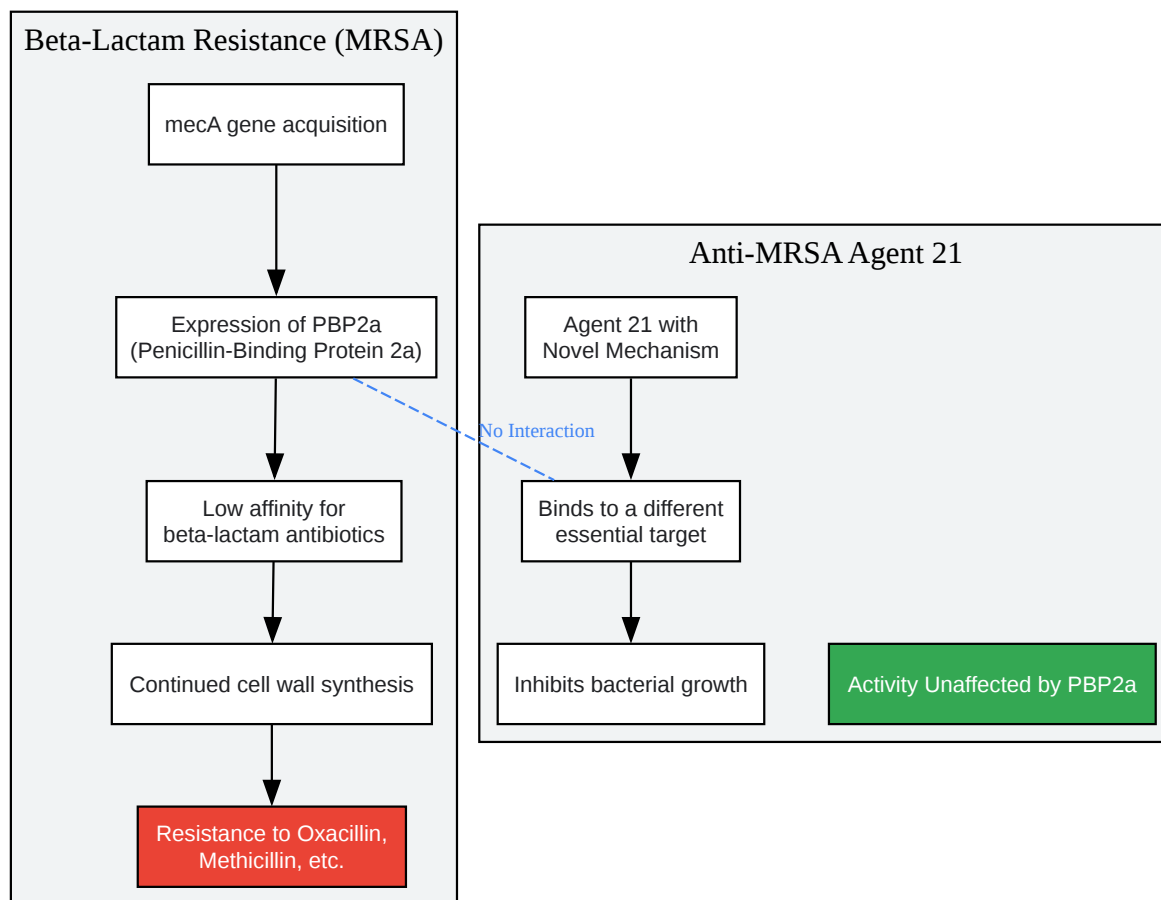 Beta-Lactam Resistance (MRSA)
mecA gene acquisition
Expression of PBP2a
(Penicillin-Binding Protein 2a)
Low affinity for
beta-lactam antibiotics
Continued cell wall synthesis
Resistance to Oxacillin,
Methicillin, etc.
No Interaction
Anti-MRSA Agent 21
Agent 21 with
Novel Mechanism
Binds to a different
essential target
Inhibits bacterial growth
Activity Unaffected by PBP2a